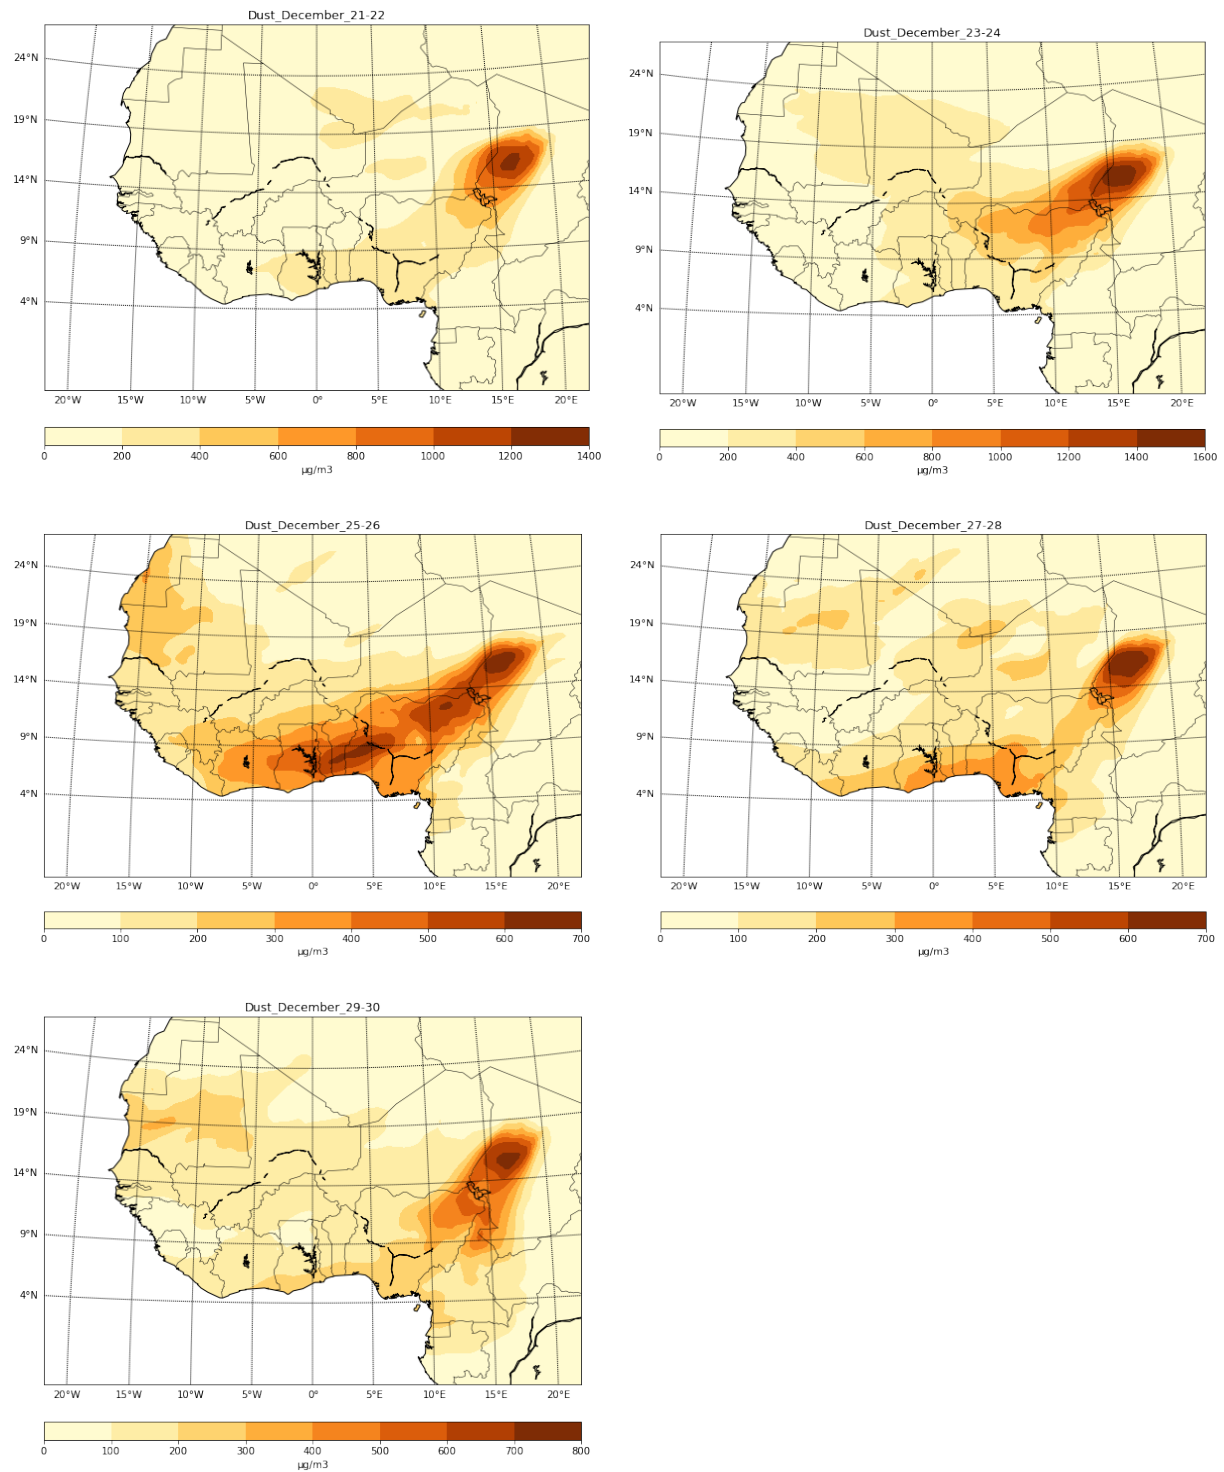 Dust_December_21-22
24°N
19°N
14°N
9°N
4°N
20°W 15°W 10°W 5°W 0° 5°E 10°E 15°E 20°E
0 200 400 600 800 1000 1200 1400
μg/m3
Dust_December_23-24
24°N
19°N
14°N
9°N
4°N
20°W 15°W 10°W 5°W 0° 5°E 10°E 15°E 20°E
0 200 400 600 800 1000 1200 1400 1600
μg/m3
Dust_December_25-26
24°N
19°N
14°N
9°N
4°N
20°W 15°W 10°W 5°W 0° 5°E 10°E 15°E 20°E
0 100 200 300 400 500 600 700
μg/m3
Dust_December_27-28
24°N
19°N
14°N
9°N
4°N
20°W 15°W 10°W 5°W 0° 5°E 10°E 15°E 20°E
0 100 200 300 400 500 600 700
μg/m3
Dust_December_29-30
24°N
19°N
14°N
9°N
4°N
20°W 15°W 10°W 5°W 0° 5°E 10°E 15°E 20°E
0 100 200 300 400 500 600 700 800
μg/m3